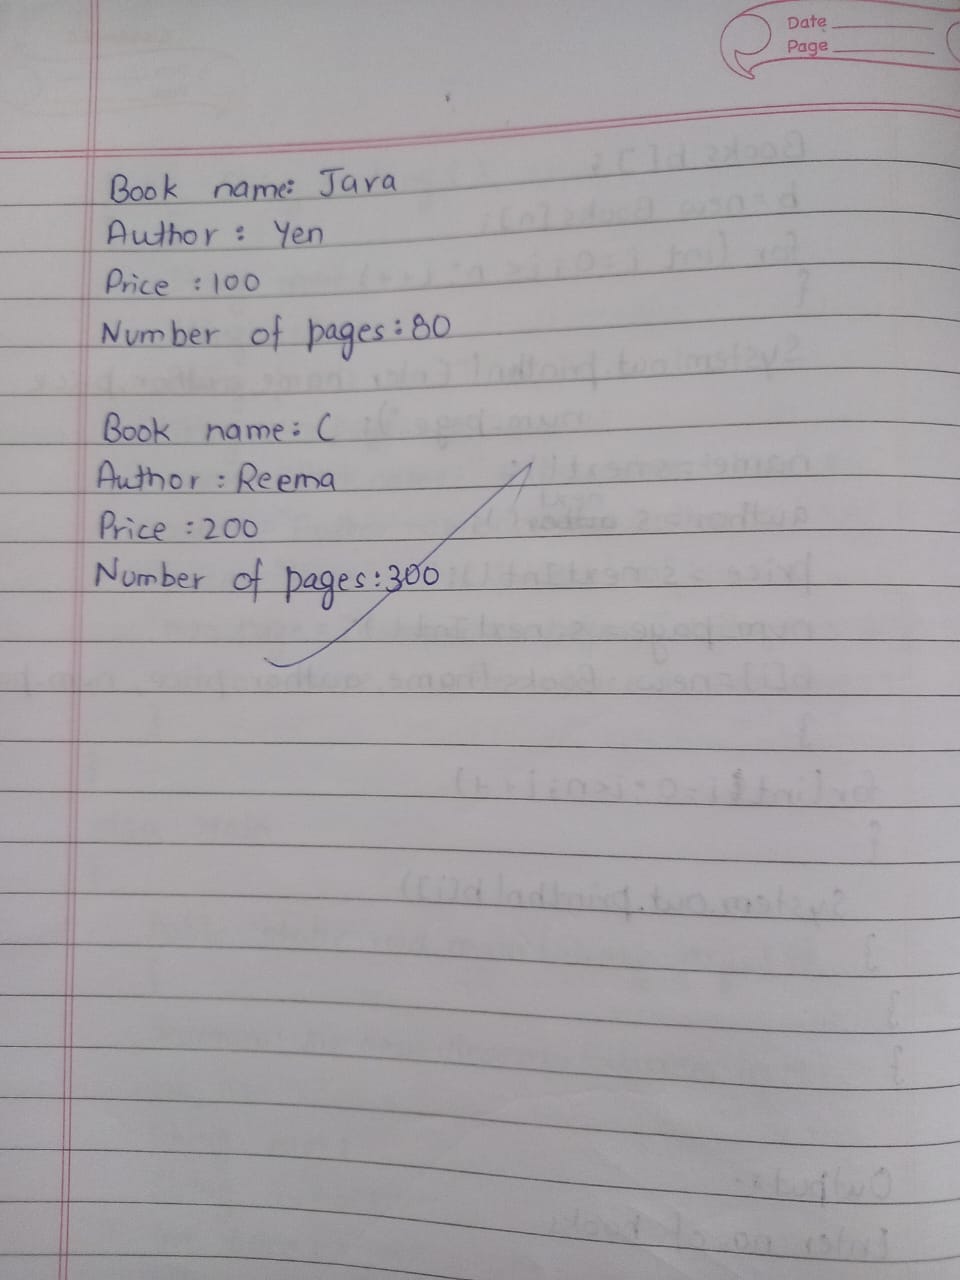 Date
Page
Book name: Java
Author : Yen
Price : 100
Number of pages : 80
Book name : C
Author : Reema
Price : 200
Number of pages : 300